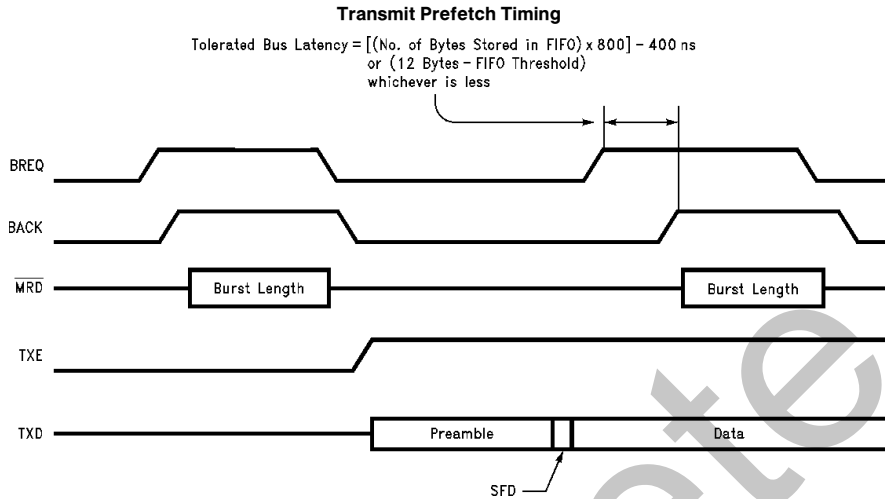 Transmit Prefetch Timing
Tolerated Bus Latency = [(No. of Bytes Stored in FIFO) x 800] – 400 ns
or (12 Bytes – FIFO Threshold)
whichever is less
BREQ
BACK
MRD
Burst Length
Burst Length
TXE
TXD
Preamble
Data
SFD
ete